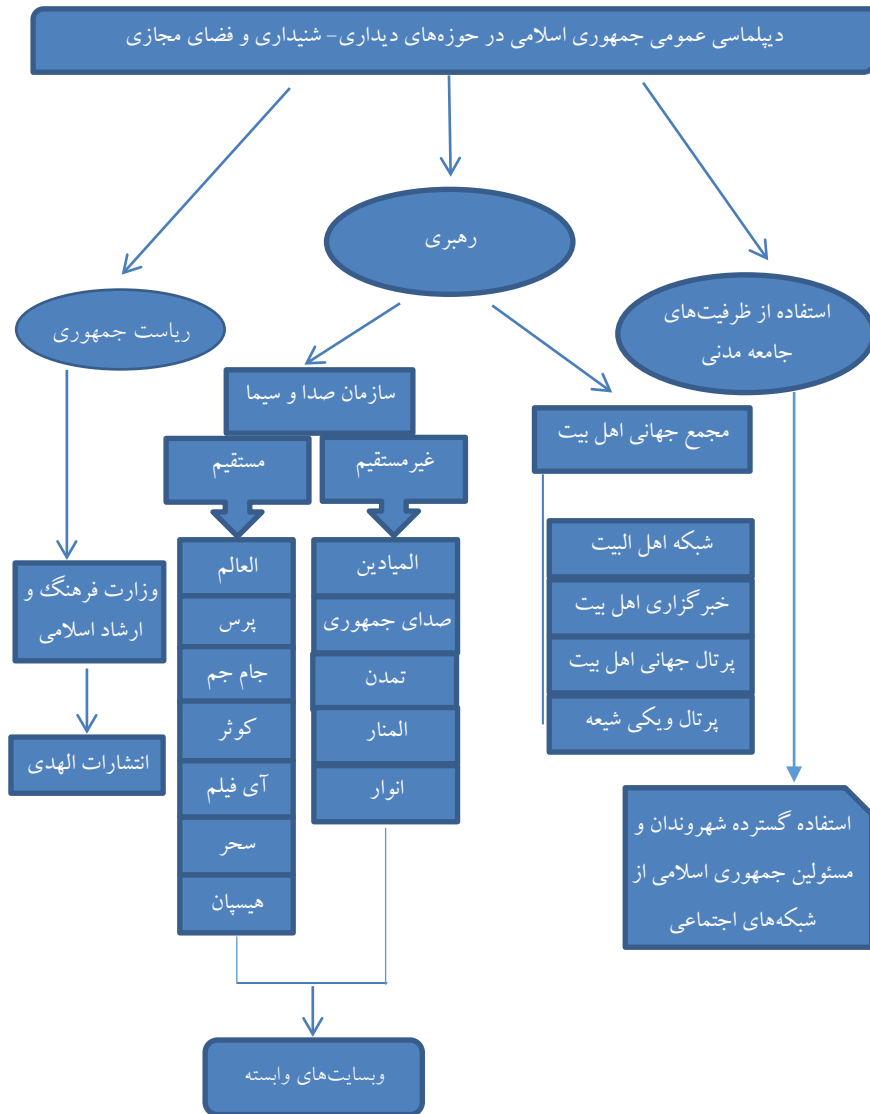 دیپلماسی عمومی جمهوری اسلامی در حوزه‌های دیداری- شنیداری و فضای مجازی
رهبری
استفاده از ظرفیت‌های
جامعه مدنی
ریاست جمهوری
سازمان صدا و سیما
مجمع جهانی اهل بیت
غیرمستقیم
مستقیم
شبکه اهل البیت
خبرگزاری اهل بیت
پرتال جهانی اهل بیت
پرتال ویکی شیعه
المیادین
صدای جمهوری
تمدن
المنار
انوار
العالم
پرس
جام جم
کوثر
آی فیلم
سحر
هیسپان
وزارت فرهنگ و
ارشاد اسلامی
انتشارات الهدی
استفاده گسترده شهروندان و
مسئولین جمهوری اسلامی از
شبکه‌های اجتماعی
وبسایت‌های وابسته